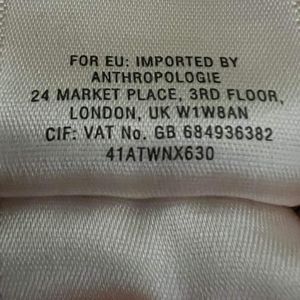 FOR EU: IMPORTED BY
ANTHROPOLOGIE
24 MARKET PLACE, 3RD FLOOR,
LONDON, UK W1W8AN
CIF: VAT No. GB 684936382
41ATWNX630